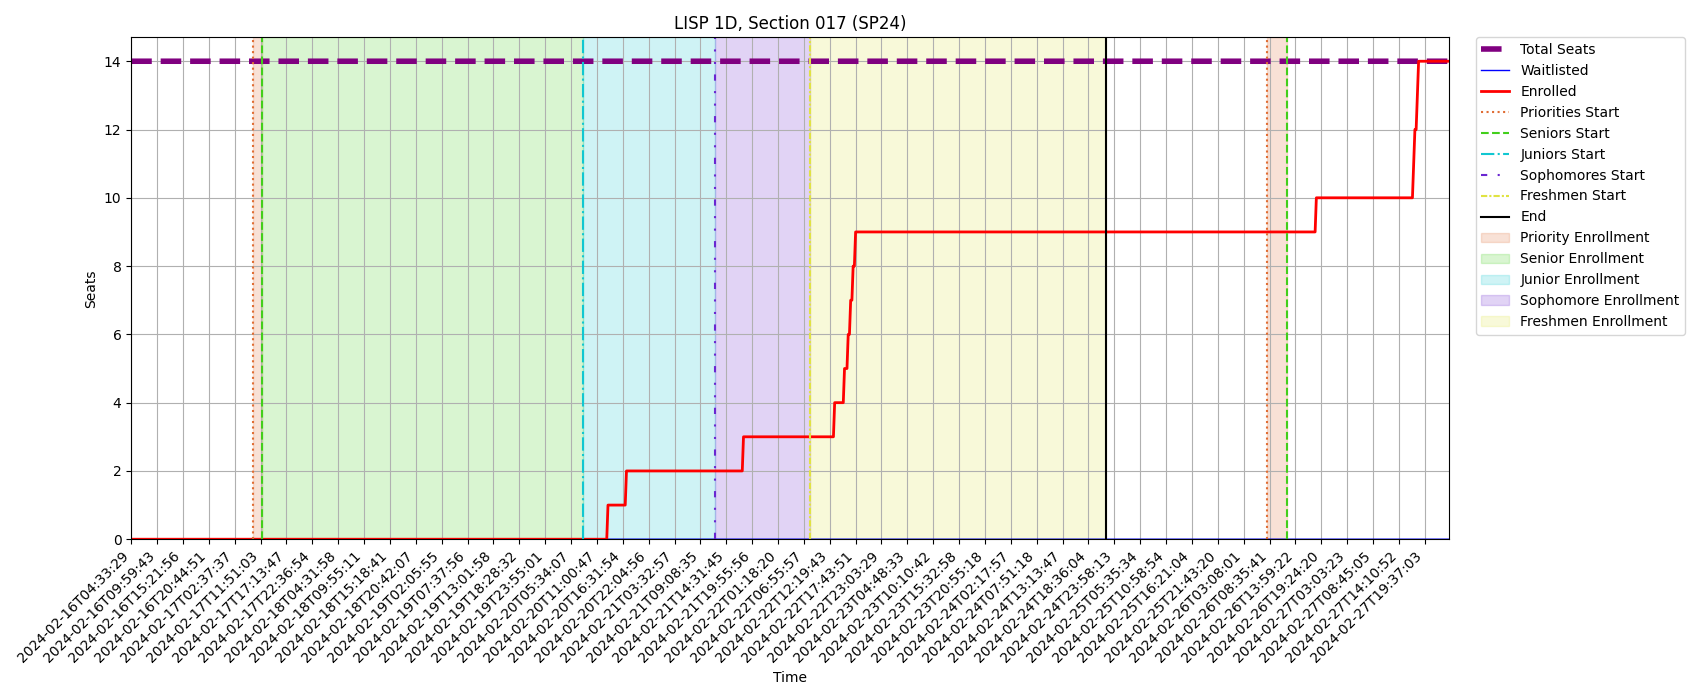 LISP 1D, Section 017 (SP24)
Total Seats
Waitlisted
Enrolled
Priorities Start
Seniors Start
Juniors Start
Sophomores Start
Freshmen Start
End
Priority Enrollment
Senior Enrollment
Junior Enrollment
Sophomore Enrollment
Freshmen Enrollment
Seats
14
12
10
8
6
4
2
0
2024-02-16T04:33:29
2024-02-16T09:59:43
2024-02-16T15:21:56
2024-02-16T20:44:51
2024-02-17T02:37:37
2024-02-17T11:51:03
2024-02-17T17:13:47
2024-02-17T22:36:54
2024-02-18T04:31:58
2024-02-18T09:55:11
2024-02-18T15:18:41
2024-02-18T20:42:07
2024-02-19T02:05:55
2024-02-19T07:37:56
2024-02-19T13:01:58
2024-02-19T18:28:32
2024-02-19T23:55:01
2024-02-20T05:34:07
2024-02-20T11:00:47
2024-02-20T16:31:54
2024-02-20T22:04:56
2024-02-21T03:32:57
2024-02-21T09:08:35
2024-02-21T14:31:45
2024-02-21T19:55:56
2024-02-22T01:18:20
2024-02-22T06:55:57
2024-02-22T12:19:43
2024-02-22T17:43:51
2024-02-22T23:03:29
2024-02-23T04:48:33
2024-02-23T10:10:42
2024-02-23T15:32:58
2024-02-23T20:55:18
2024-02-24T02:17:57
2024-02-24T07:51:18
2024-02-24T13:13:47
2024-02-24T18:36:04
2024-02-24T23:58:13
2024-02-25T05:35:34
2024-02-25T10:58:54
2024-02-25T16:21:04
2024-02-25T21:43:20
2024-02-26T03:08:01
2024-02-26T08:35:41
2024-02-26T13:59:22
2024-02-26T19:24:20
2024-02-27T03:03:23
2024-02-27T08:45:05
2024-02-27T14:10:52
2024-02-27T19:37:03
Time